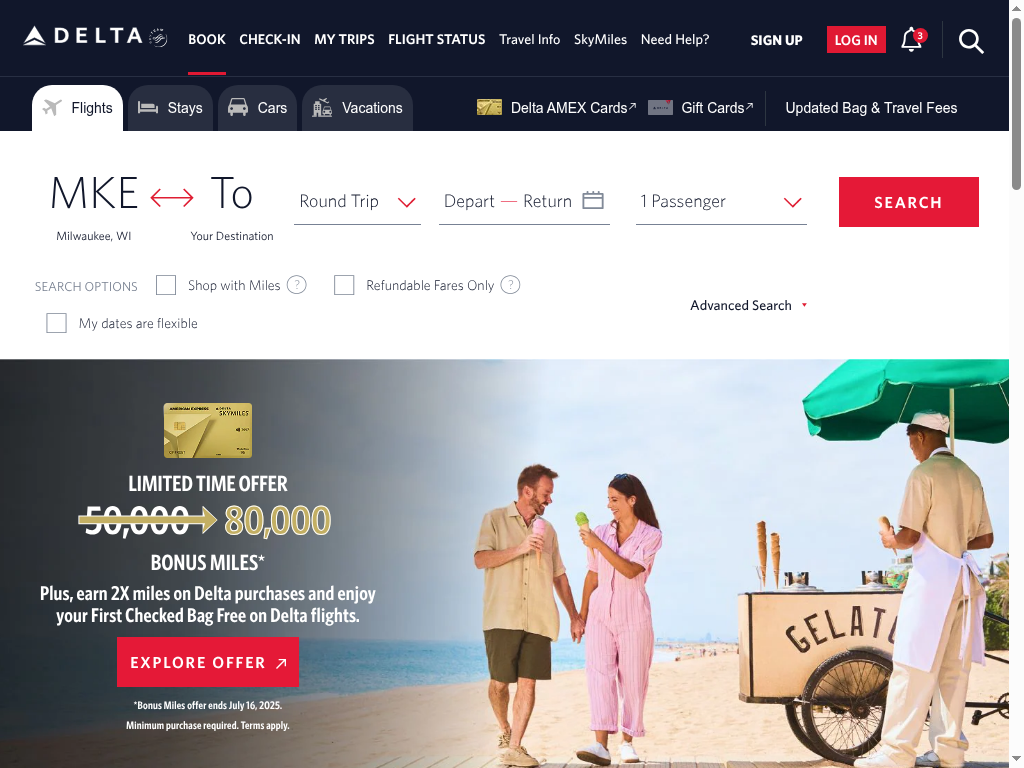 DELTA
BOOK CHECK-IN MY TRIPS FLIGHT STATUS Travel Info SkyMiles Need Help? SIGN UP LOG IN 3
Flights Stays Cars Vacations Delta AMEX Cards Gift Cards Updated Bag & Travel Fees
MKE To Round Trip Depart — Return 1 Passenger SEARCH
Milwaukee, WI Your Destination
SEARCH OPTIONS Shop with Miles ? Refundable Fares Only ?
Advanced Search
My dates are flexible
AMERICAN EXPRESS DELTA
SKYMILES
LIMITED TIME OFFER
50,000 80,000
BONUS MILES*
Plus, earn 2X miles on Delta purchases and enjoy
your First Checked Bag Free on Delta flights.
EXPLORE OFFER
*Bonus Miles offer ends July 16, 2025.
Minimum purchase required. Terms apply.
GELATO